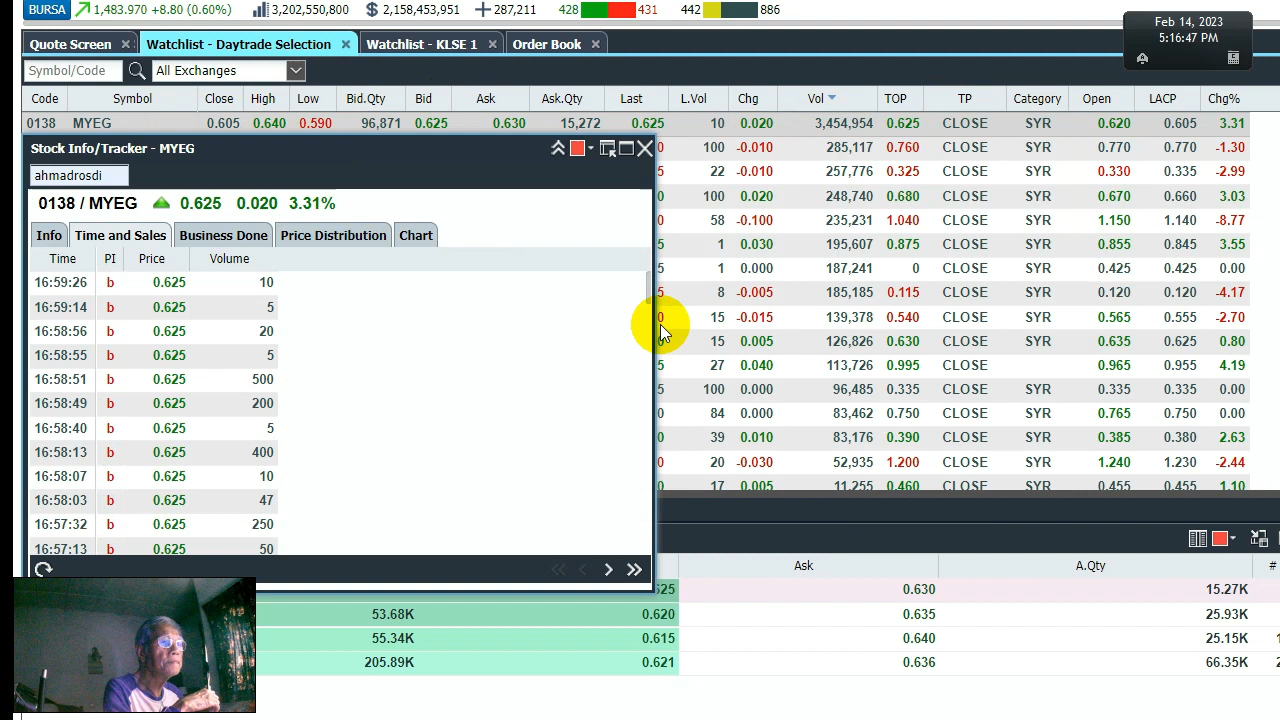 BURSA 1,483.970 +8.80 (0.60%) 3,202,550,800 2,158,453,951 287,211 428 431 442 886
Feb 14, 2023
5:16:47 PM
Quote Screen Watchlist - Daytrade Selection Watchlist - KLSE 1 Order Book
Symbol/Code All Exchanges
Code Symbol Close High Low Bid.Qty Bid Ask Ask.Qty Last L.Vol Chg Vol TOP TP Category Open LACP Chg%
0138 MYEG 0.605 0.640 0.590 96,871 0.625 0.630 15,272 0.625 10 0.020 3,454,954 0.625 CLOSE SYR 0.620 0.605 3.31
100 -0.010 285,117 0.760 CLOSE SYR 0.770 0.770 -1.30
22 -0.010 257,776 0.325 CLOSE SYR 0.330 0.335 -2.99
100 0.020 248,740 0.680 CLOSE SYR 0.670 0.660 3.03
58 -0.100 235,231 1.040 CLOSE SYR 1.150 1.140 -8.77
1 0.030 195,607 0.875 CLOSE SYR 0.855 0.845 3.55
1 0.000 187,241 0 CLOSE SYR 0.425 0.425 0.00
8 -0.005 185,185 0.115 CLOSE SYR 0.120 0.120 -4.17
15 -0.015 139,378 0.540 CLOSE SYR 0.565 0.555 -2.70
15 0.005 126,826 0.630 CLOSE SYR 0.635 0.625 0.80
27 0.040 113,726 0.995 CLOSE 0.965 0.955 4.19
100 0.000 96,485 0.335 CLOSE SYR 0.335 0.335 0.00
84 0.000 83,462 0.750 CLOSE SYR 0.765 0.750 0.00
39 0.010 83,176 0.390 CLOSE SYR 0.385 0.380 2.63
20 -0.030 52,935 1.200 CLOSE SYR 1.240 1.230 -2.44
17 0.005 11,255 0.460 CLOSE SYR 0.455 0.455 1.10
Stock Info/Tracker - MYEG
ahmadrosdi
0138 / MYEG 0.625 0.020 3.31%
Info Time and Sales Business Done Price Distribution Chart
Time PI Price Volume
16:59:26 b 0.625 10
16:59:14 b 0.625 5
16:58:56 b 0.625 20
16:58:55 b 0.625 5
16:58:51 b 0.625 500
16:58:49 b 0.625 200
16:58:40 b 0.625 5
16:58:13 b 0.625 400
16:58:07 b 0.625 10
16:58:03 b 0.625 47
16:57:32 b 0.625 250
16:57:13 b 0.625 50
Ask A.Qty #
0.630 15.27K
53.68K 0.620 0.635 25.93K
55.34K 0.615 0.640 25.15K
205.89K 0.621 0.636 66.35K